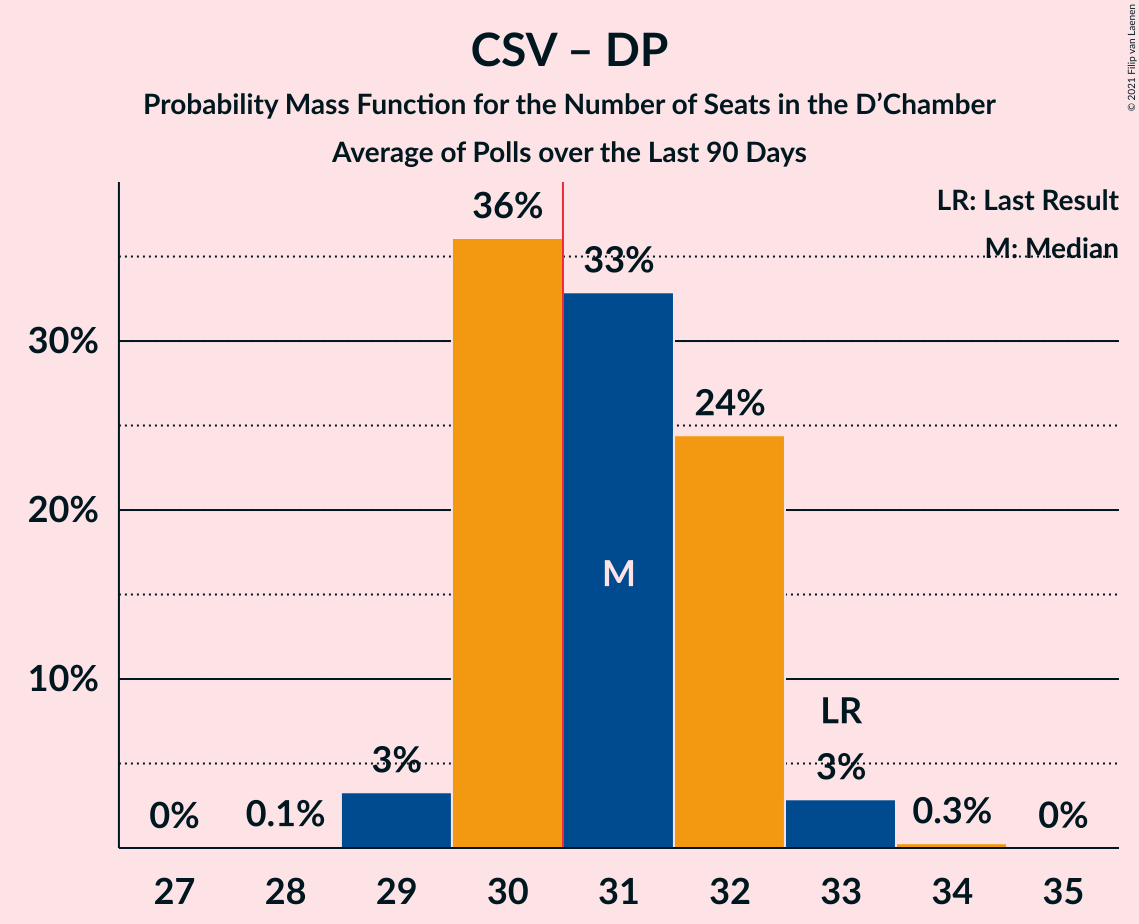 CSV – DP
Probability Mass Function for the Number of Seats in the D’Chamber
Average of Polls over the Last 90 Days
© 2021 Filip van Laenen
LR: Last Result
M: Median
36%
33%
30%
24%
20%
M
10%
LR
3%
3%
0%
0.1%
0.3%
0%
27 28 29 30 31 32 33 34 35